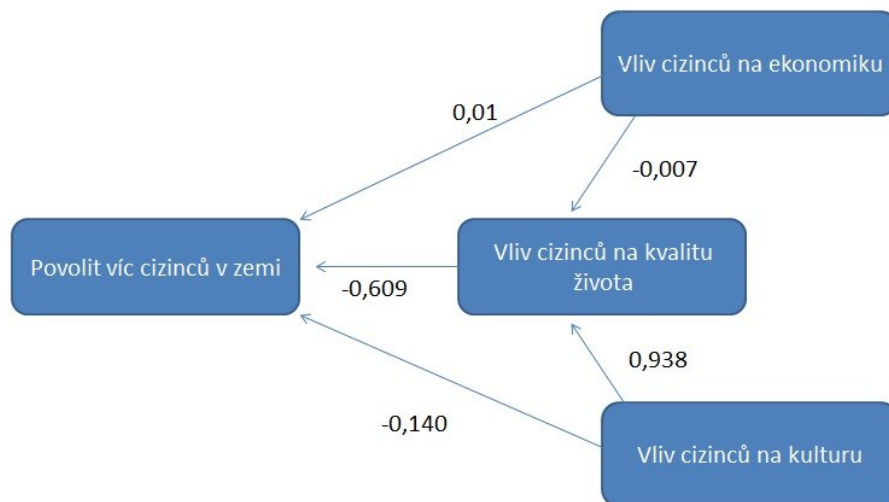 Vliv cizinců na ekonomiku
0,01
-0,007
Povolit víc cizinců v zemi
Vliv cizinců na kvalitu
života
-0,609
0,938
-0,140
Vliv cizinců na kulturu